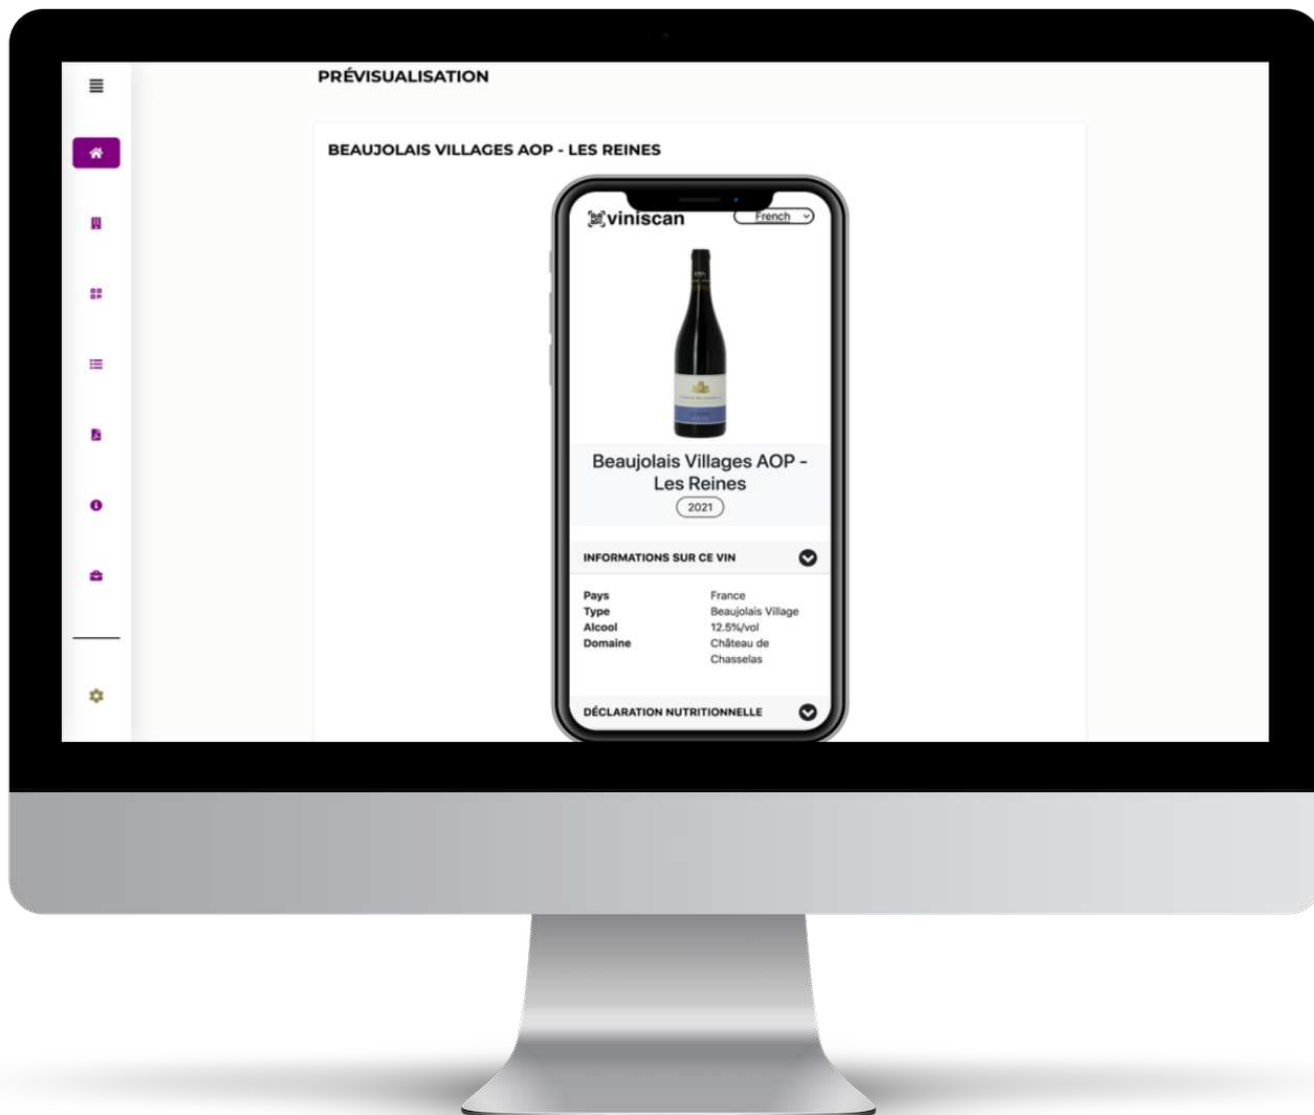 PRÉVISUALISATION
BEAUJOLAIS VILLAGES AOP - LES REINES
viniscan
French
Beaujolais Villages AOP -
Les Reines
2021
INFORMATIONS SUR CE VIN
Pays France
Type Beaujolais Village
Alcool 12.5%/vol
Domaine Château de
Chasselas
DÉCLARATION NUTRITIONNELLE